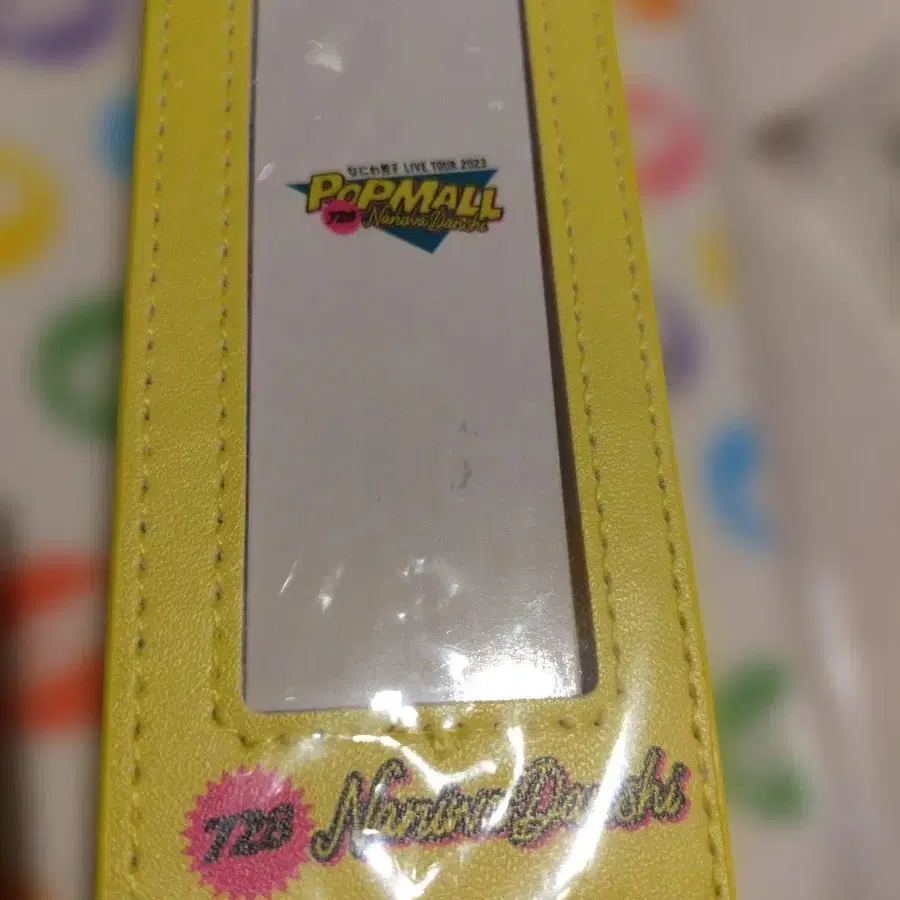 なにわ男子 LIVE TOUR 2023
POPMALL
728 Naniwa Danshi
728 Naniwa Danshi